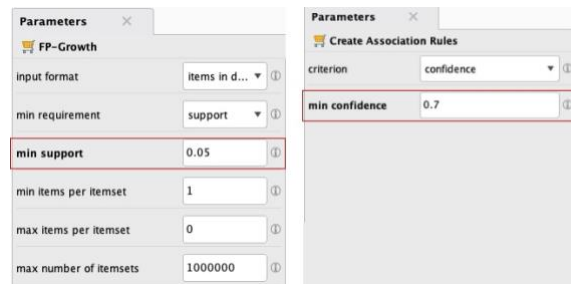 Parameters ×
FP-Growth
input format items in d...
min requirement support
min support 0.05
min items per itemset 1
max items per itemset 0
max number of itemsets 1000000
Parameters ×
Create Association Rules
criterion confidence
min confidence 0.7